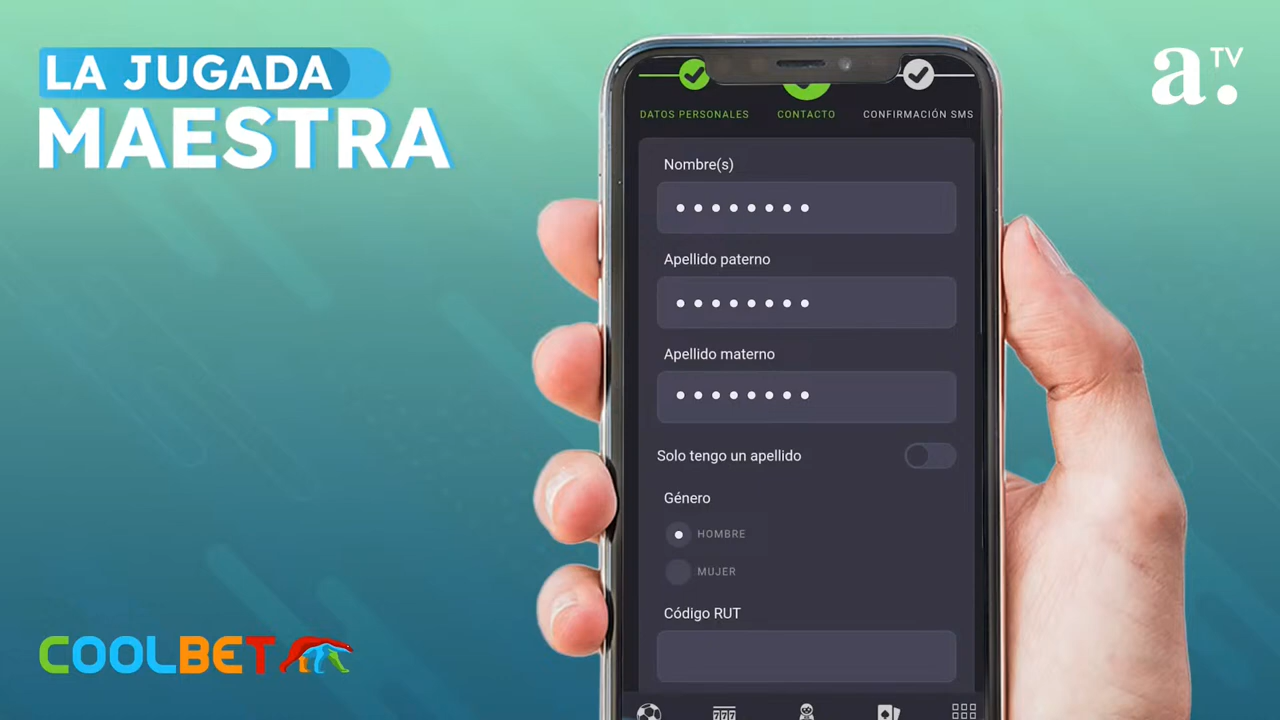 LA JUGADA
MAESTRA
a.TV
DATOS PERSONALES
CONTACTO
CONFIRMACIÓN SMS
Nombre(s)
Apellido paterno
Apellido materno
Solo tengo un apellido
Género
HOMBRE
MUJER
Código RUT
777
COOLBET